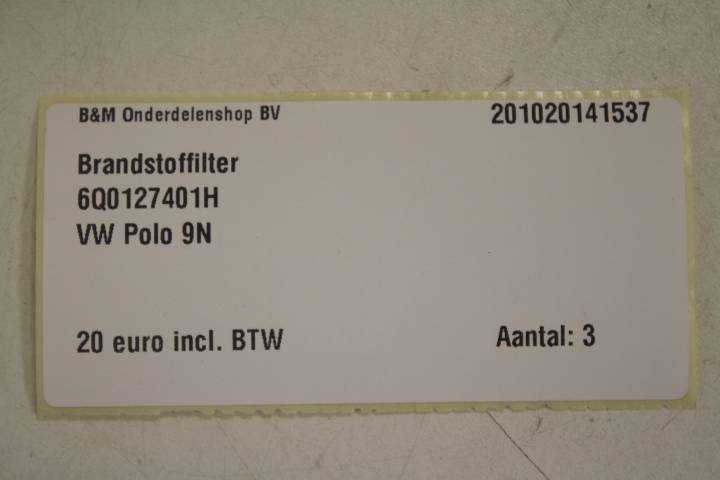 B&M Onderdelenshop BV 201020141537
Brandstoffilter
6Q0127401H
VW Polo 9N
20 euro incl. BTW Aantal: 3